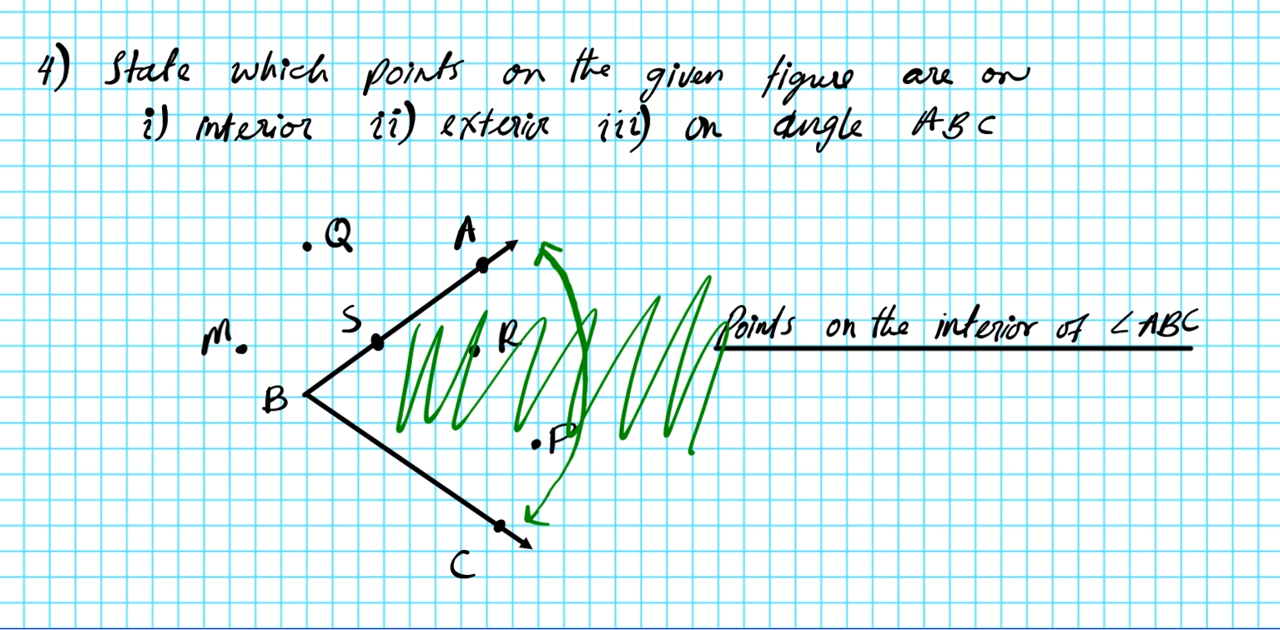 4) State which points on the given figure are on
i) interior ii) exterior iii) on angle ABC
. Q
A
S
M.
. R
Points on the interior of ∠ABC
B
. P
C